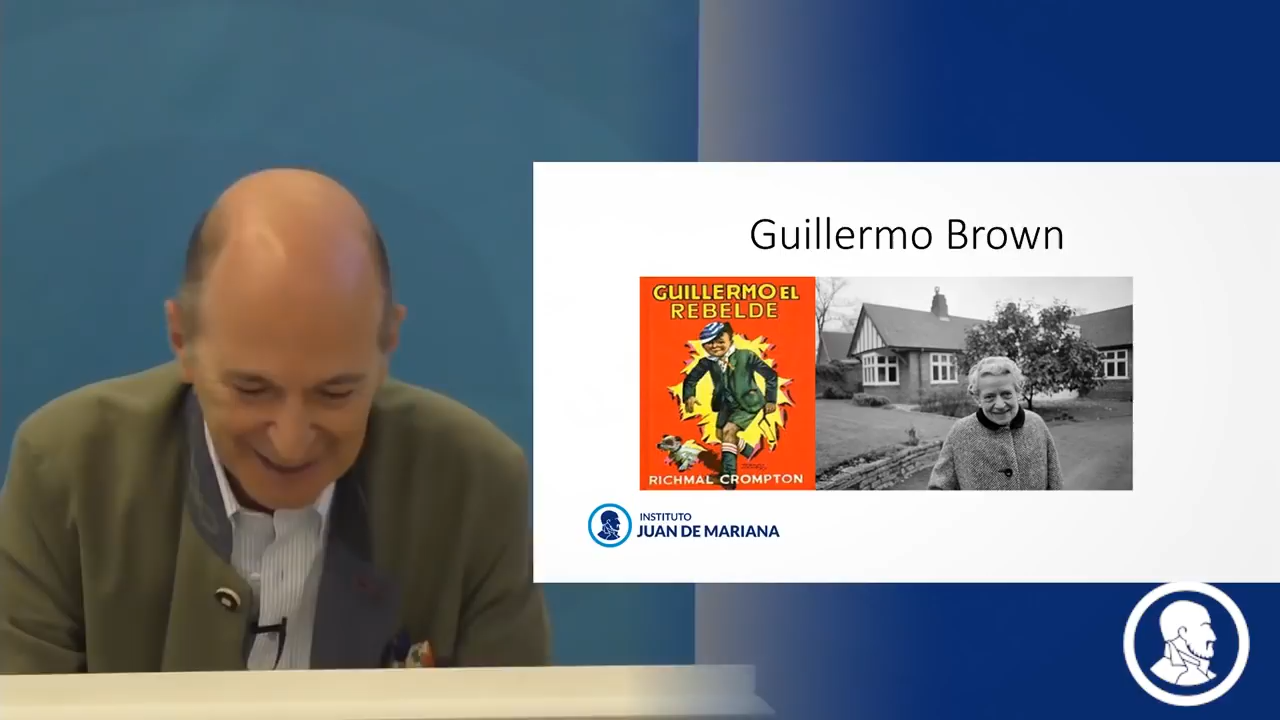 Guillermo Brown
GUILLERMO EL
REBELDE
RICHMAL CROMPTON
INSTITUTO
JUAN DE MARIANA